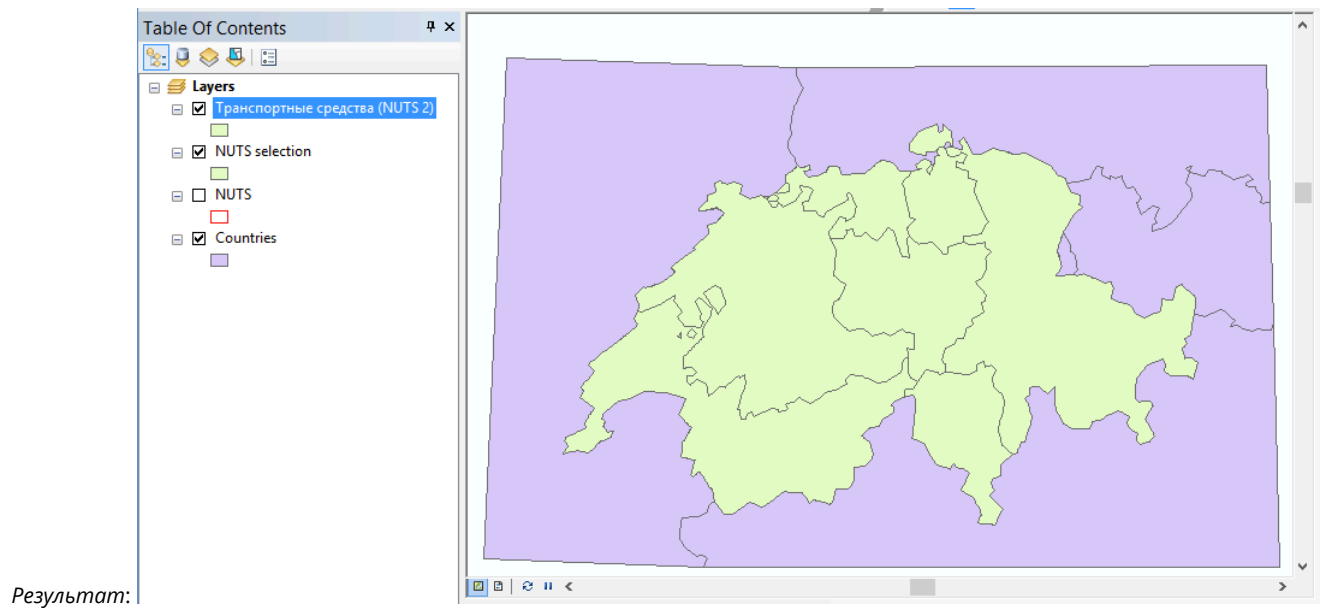 Table Of Contents
Layers
Транспортные средства (NUTS 2)
NUTS selection
NUTS
Countries
Результат: